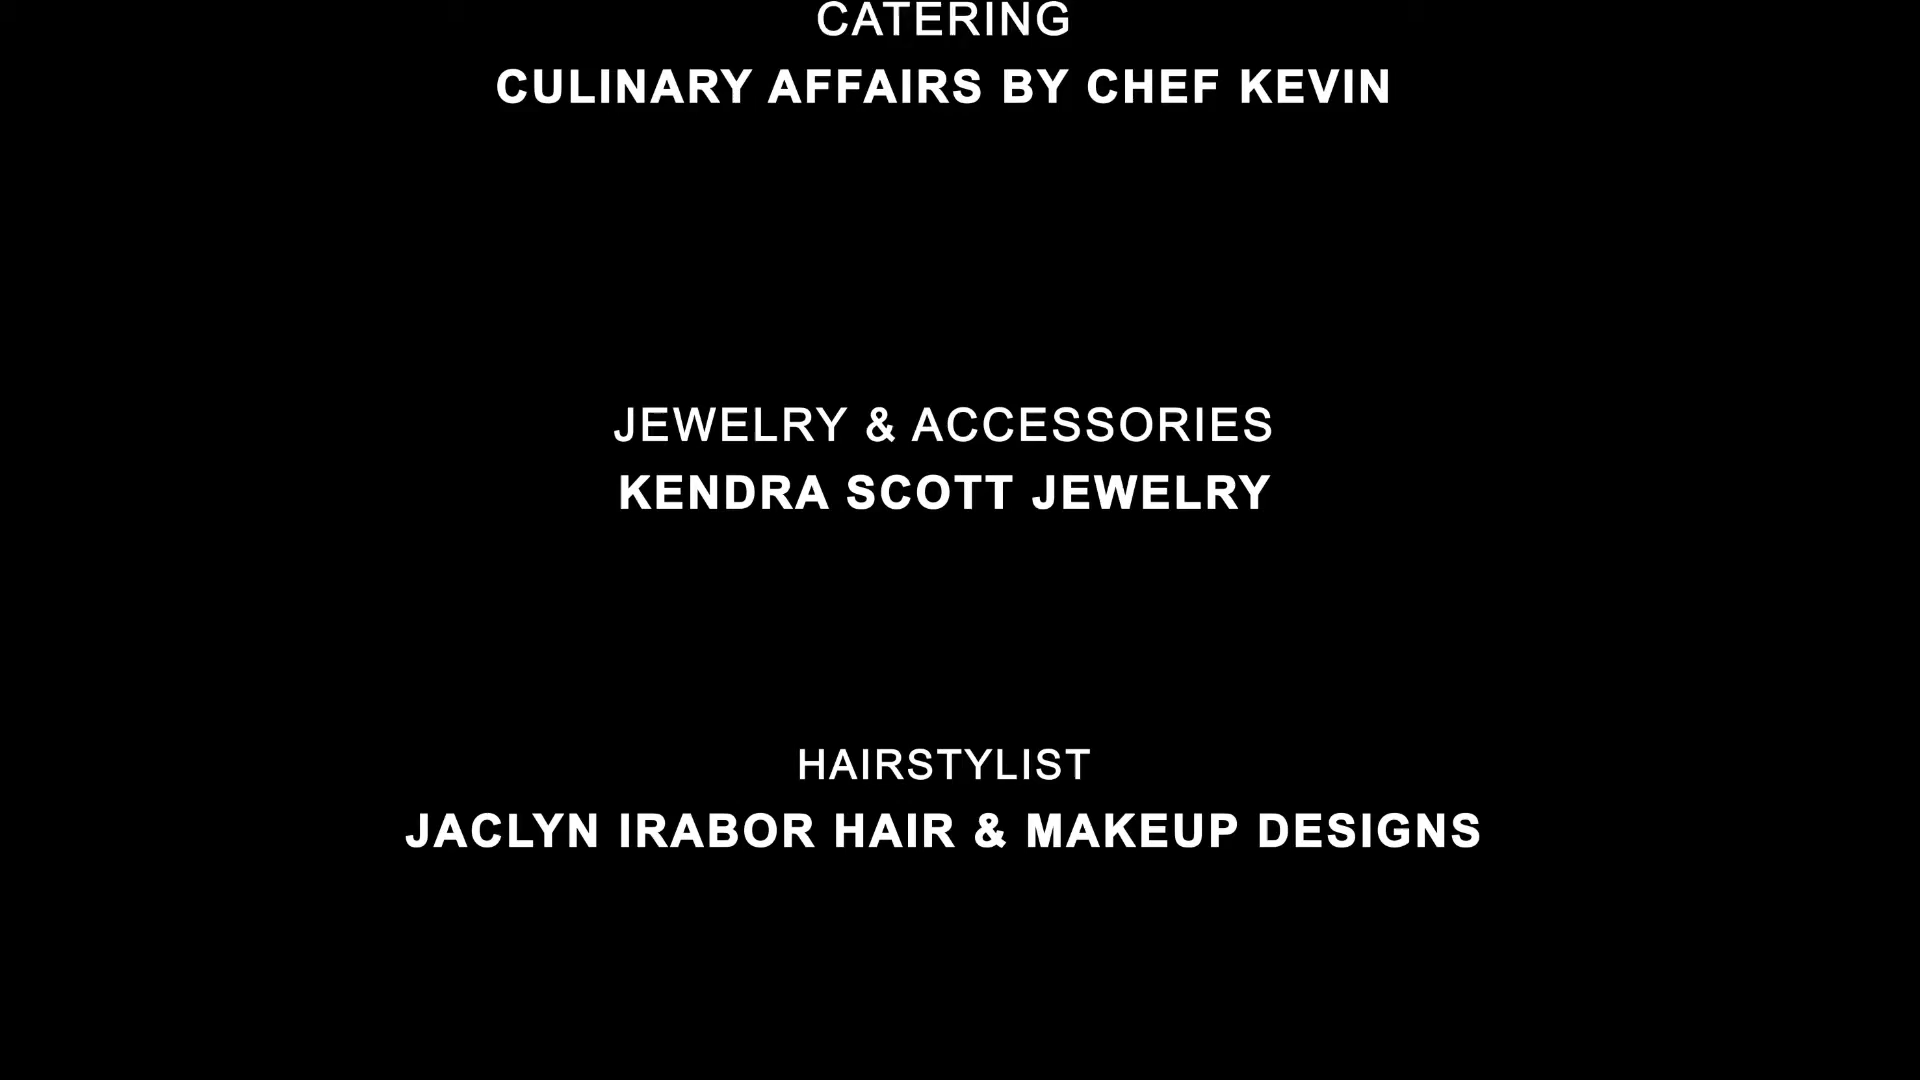 CATERING
CULINARY AFFAIRS BY CHEF KEVIN
JEWELRY & ACCESSORIES
KENDRA SCOTT JEWELRY
HAIRSTYLIST
JACLYN IRABOR HAIR & MAKEUP DESIGNS